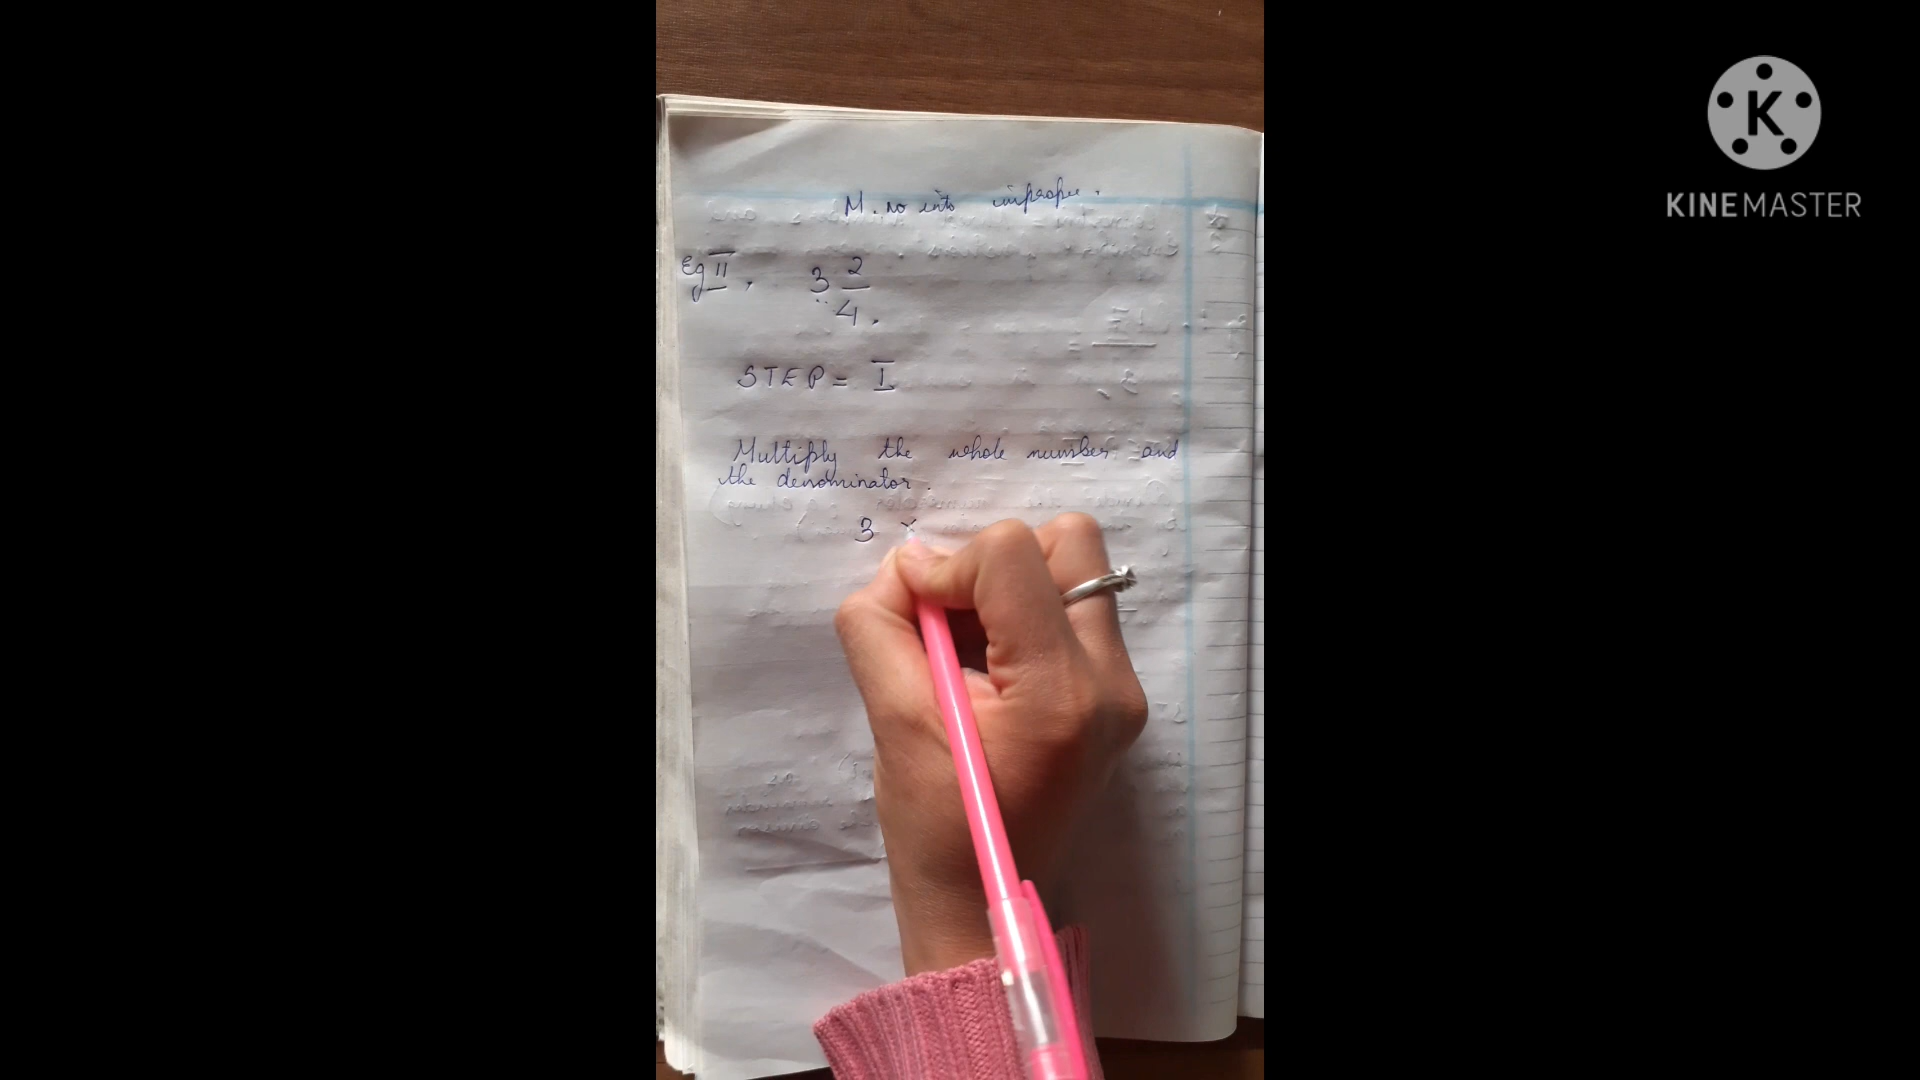 M. no into improper.
Eg II. 3 2/4.
STEP = I
Multiply the whole number and
the denominator.
3 ×
K
KINEMASTER